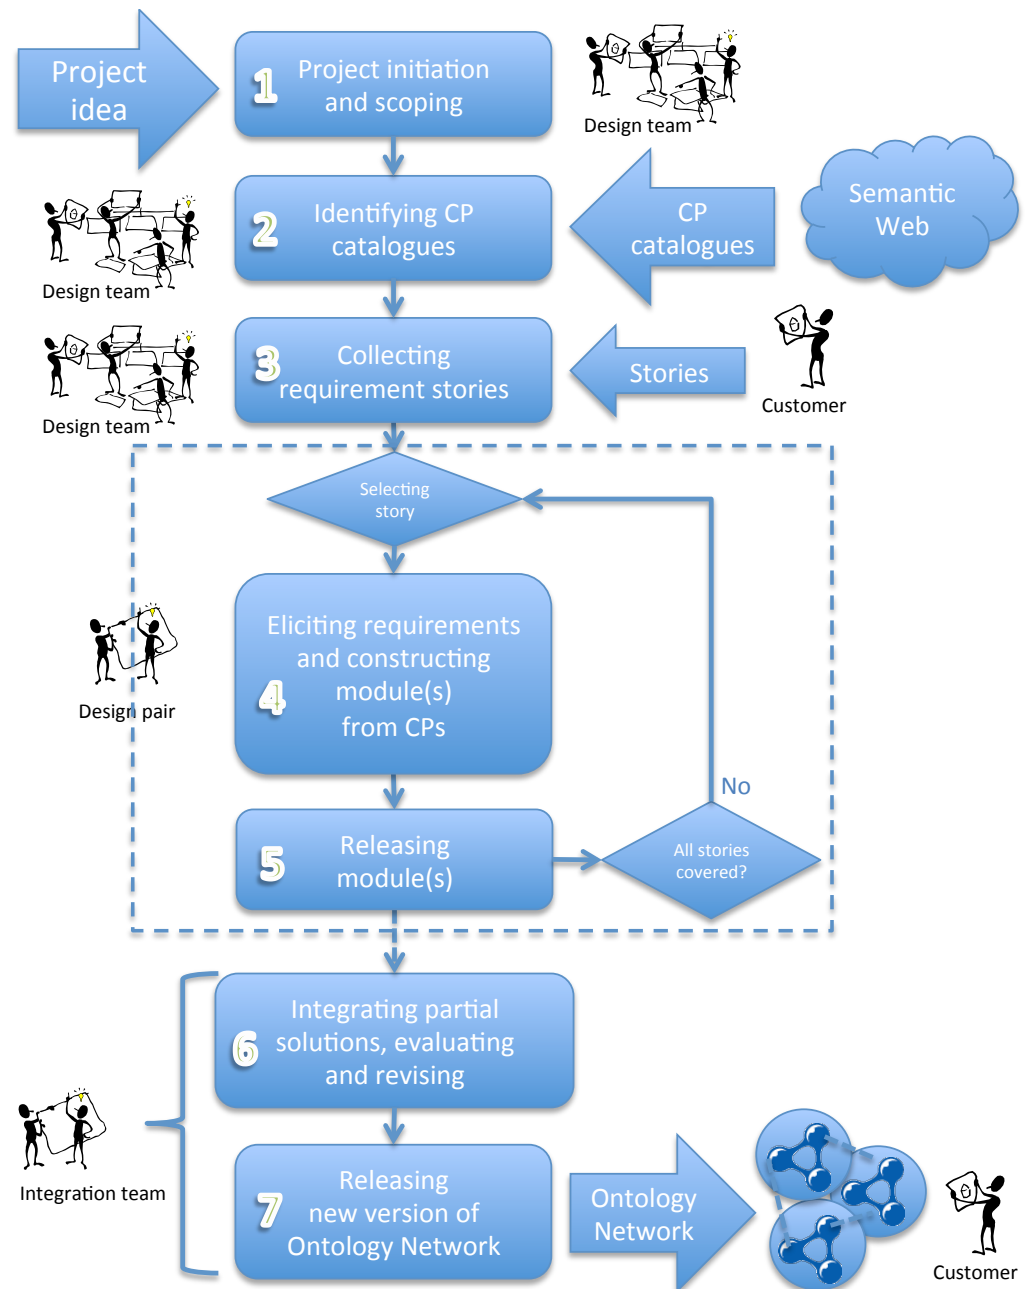 Project
idea
1
Project initiation
and scoping
Design team
2
Identifying CP
catalogues
Design team
CP
catalogues
Semantic
Web
3
Collecting
requirement stories
Design team
Stories
Customer
Selecting
story
4
Eliciting requirements
and constructing
module(s)
from CPs
Design pair
No
5
Releasing
module(s)
All stories
covered?
6
Integrating partial
solutions, evaluating
and revising
Integration team
7
Releasing
new version of
Ontology Network
Ontology
Network
Customer